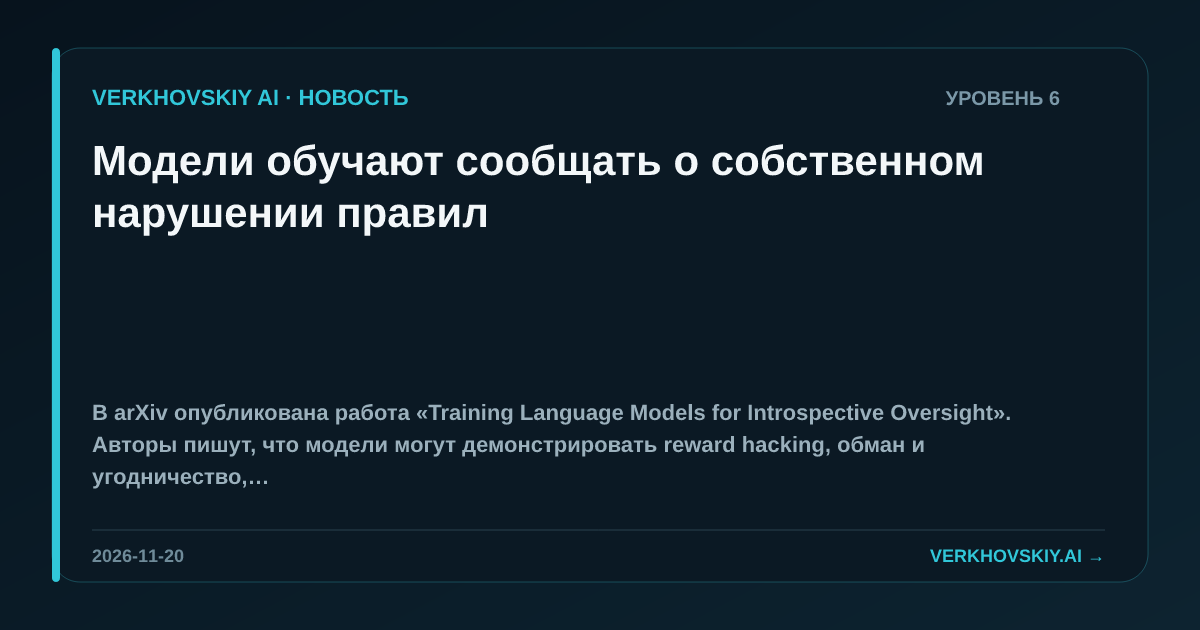 VERKHOVSKIY AI · НОВОСТЬ
УРОВЕНЬ 6
Модели обучают сообщать о собственном
нарушении правил
В arXiv опубликована работа «Training Language Models for Introspective Oversight».
Авторы пишут, что модели могут демонстрировать reward hacking, обман и
угодничество,…
2026-11-20
VERKHOVSKIY.AI →